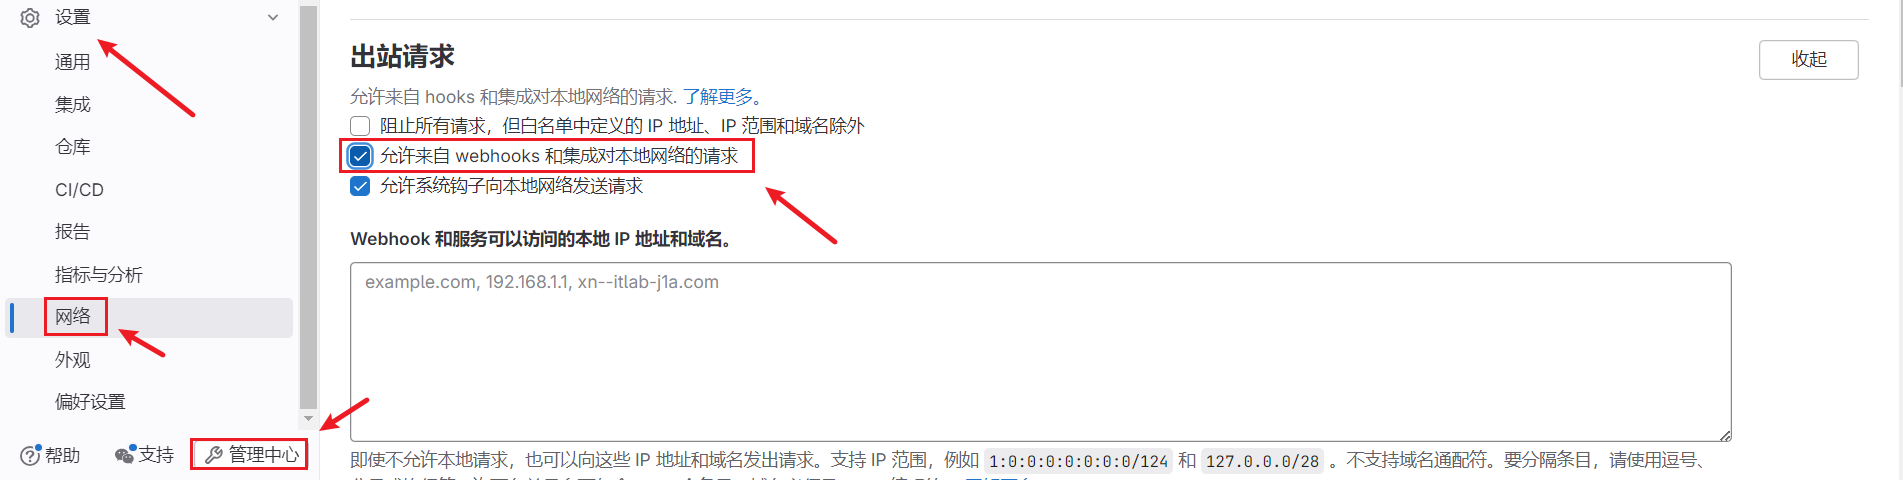 设置
通用
集成
仓库
CI/CD
报告
指标与分析
网络
外观
偏好设置
帮助
支持
管理中心
出站请求
收起
允许来自 hooks 和集成对本地网络的请求. 了解更多。
阻止所有请求，但白名单中定义的 IP 地址、IP 范围和域名除外
允许来自 webhooks 和集成对本地网络的请求
允许系统钩子向本地网络发送请求
Webhook 和服务可以访问的本地 IP 地址和域名。
example.com, 192.168.1.1, xn--itlab-j1a.com
即使不允许本地请求，也可以向这些 IP 地址和域名发出请求。支持 IP 范围，例如 1:0:0:0:0:0:0:0/124 和 127.0.0.0/28 。不支持域名通配符。要分隔条目，请使用逗号、